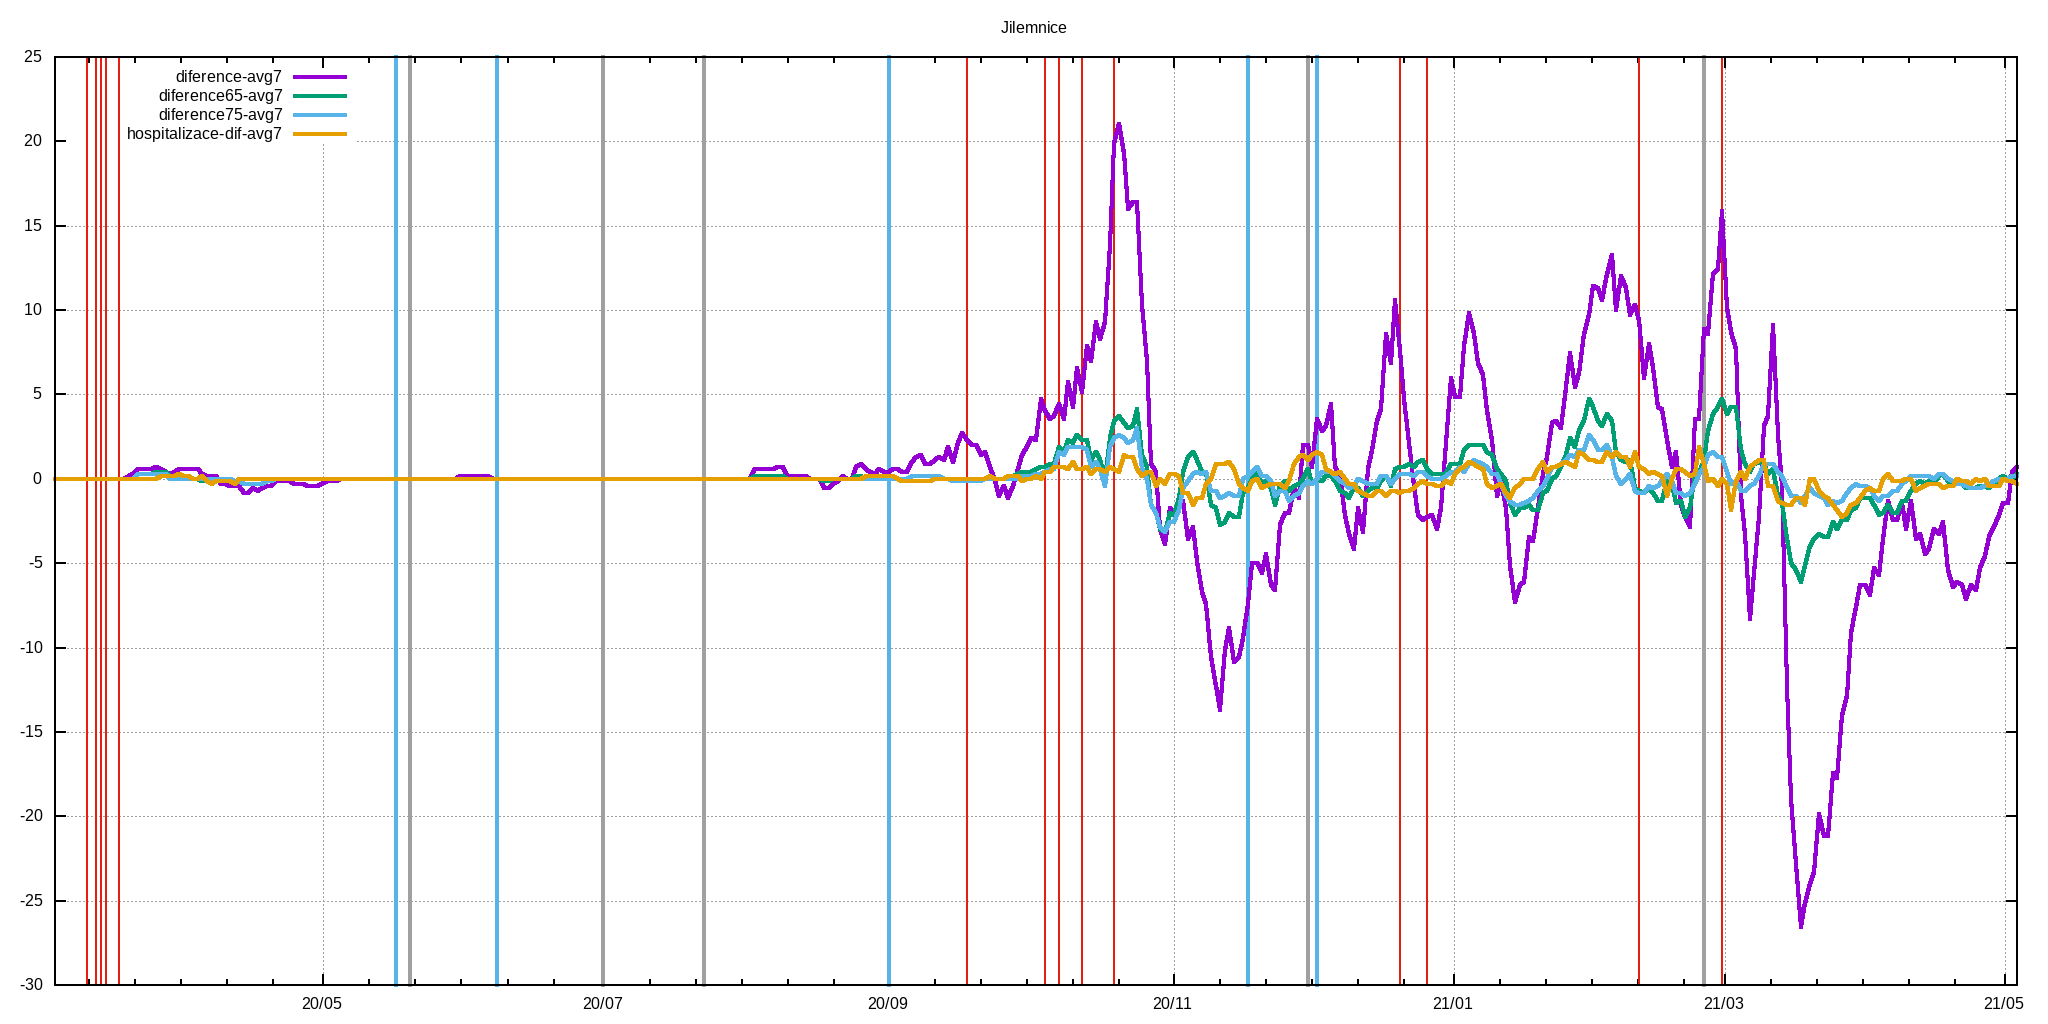 Jilemnice
25
diference-avg7
diference65-avg7
diference75-avg7
hospitalizace-dif-avg7
20
15
10
5
0
-5
-10
-15
-20
-25
-30
20/05 20/07 20/09 20/11 21/01 21/03 21/05